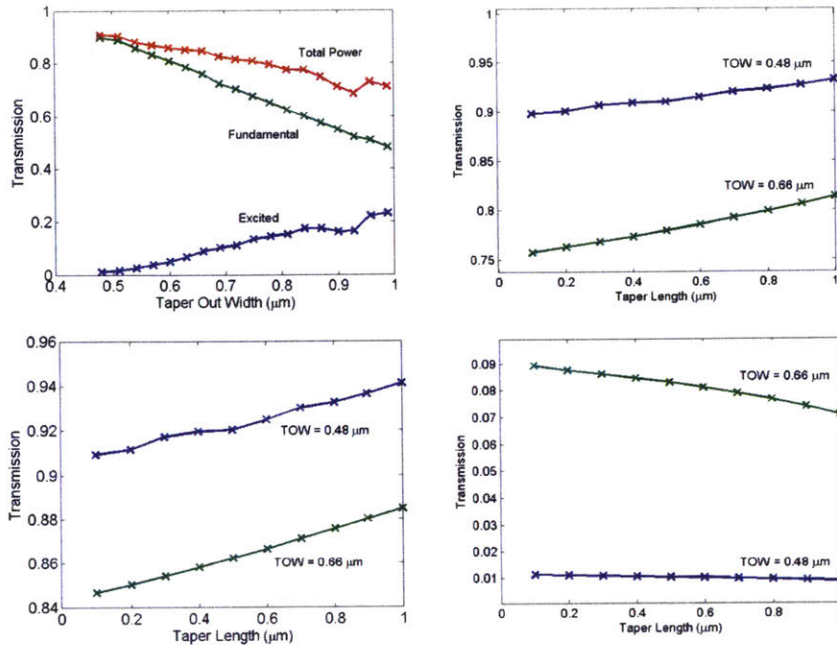 1
0.8
0.6
0.4
0.2
0
Transmission
Total Power
Fundamental
Excited
0.4 0.5 0.6 0.7 0.8 0.9 1
Taper Out Width (μm)
1
0.95
0.9
0.85
0.8
0.75
Transmission
TOW = 0.48 μm
TOW = 0.66 μm
0 0.2 0.4 0.6 0.8 1
Taper Length (μm)
0.96
0.94
0.92
0.9
0.88
0.86
0.84
Transmission
TOW = 0.48 μm
TOW = 0.66 μm
0 0.2 0.4 0.6 0.8 1
Taper Length (μm)
0.09
0.08
0.07
0.06
0.05
0.04
0.03
0.02
0.01
Transmission
TOW = 0.66 μm
TOW = 0.48 μm
0 0.2 0.4 0.6 0.8
Taper Length (μm)